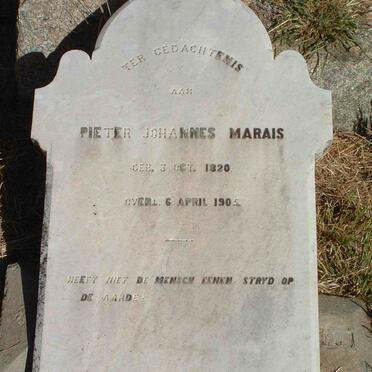 TER GEDACHTENIS
AAN
PIETER JOHANNES MARAIS
GEB. 3 OCT. 1820.
OVERL. 6 APRIL 1905.
HEEFT NIET DE MENSCH EENEN STRYD OP
DE AARDE